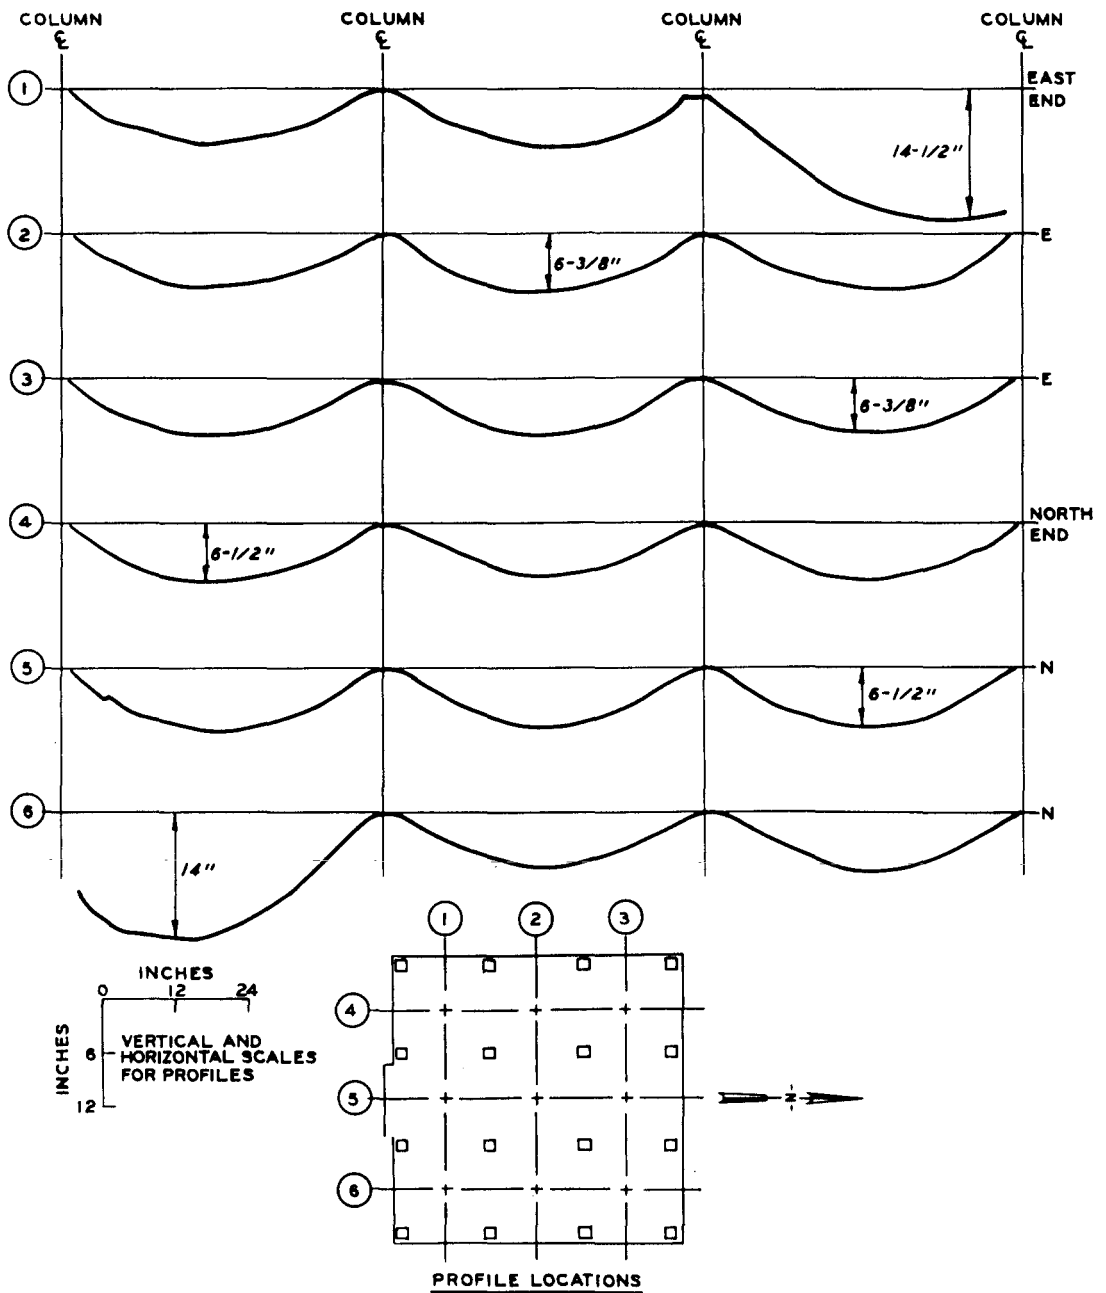 COLUMN COLUMN COLUMN COLUMN
℄ ℄ ℄ ℄
1 EAST
END
14-1/2"
2 E
6-3/8"
3 E
6-3/8"
4 NORTH
END
6-1/2"
5 N
6-1/2"
6 N
14"
INCHES
0 12 24
INCHES
6
12
VERTICAL AND
HORIZONTAL SCALES
FOR PROFILES
1 2 3
4
5
6
N
PROFILE LOCATIONS